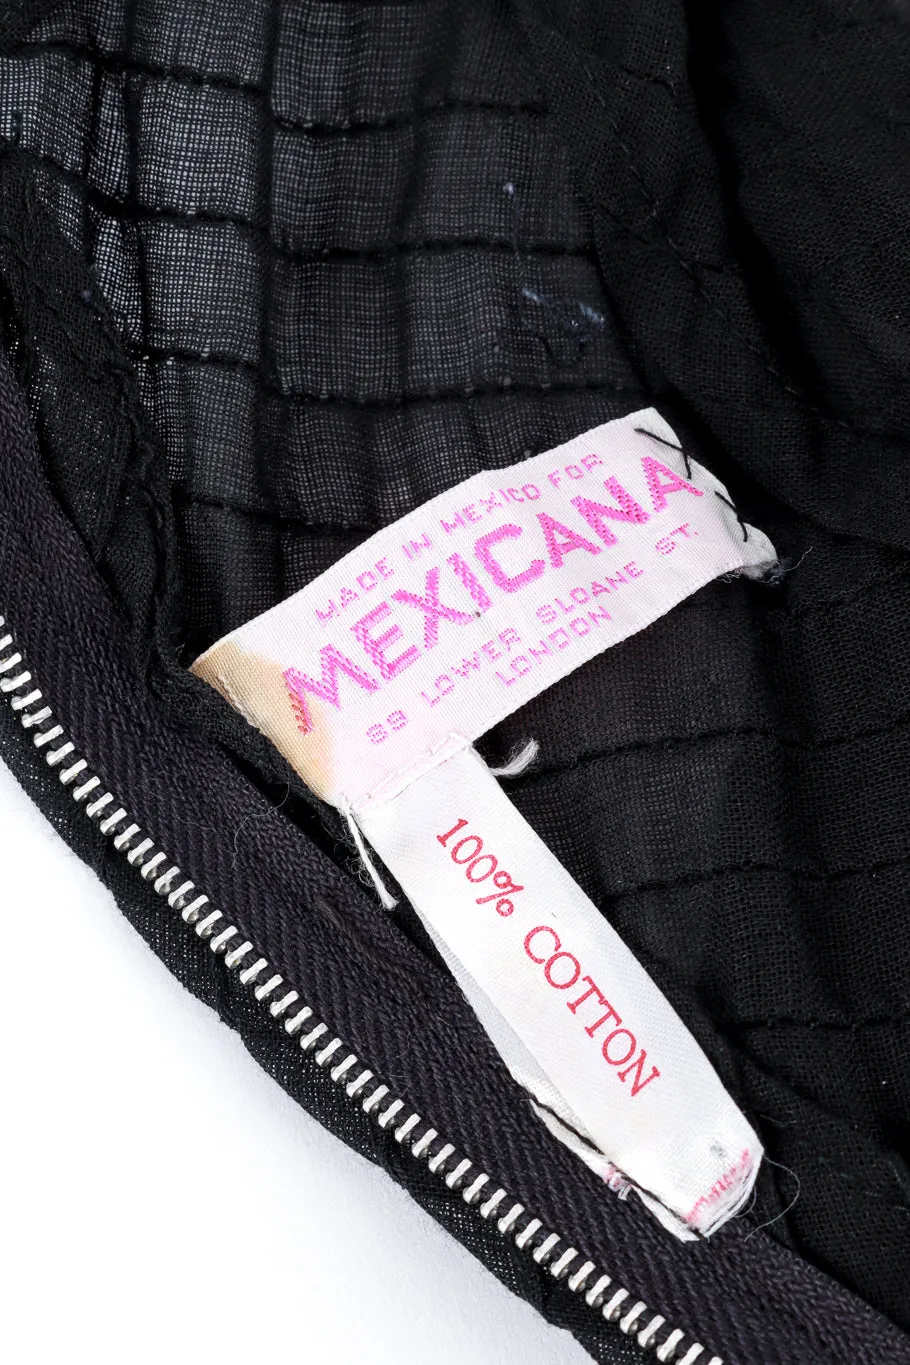 MADE IN MEXICO FOR
MEXICANA
89 LOWER SLOANE ST.
LONDON
100% COTTON